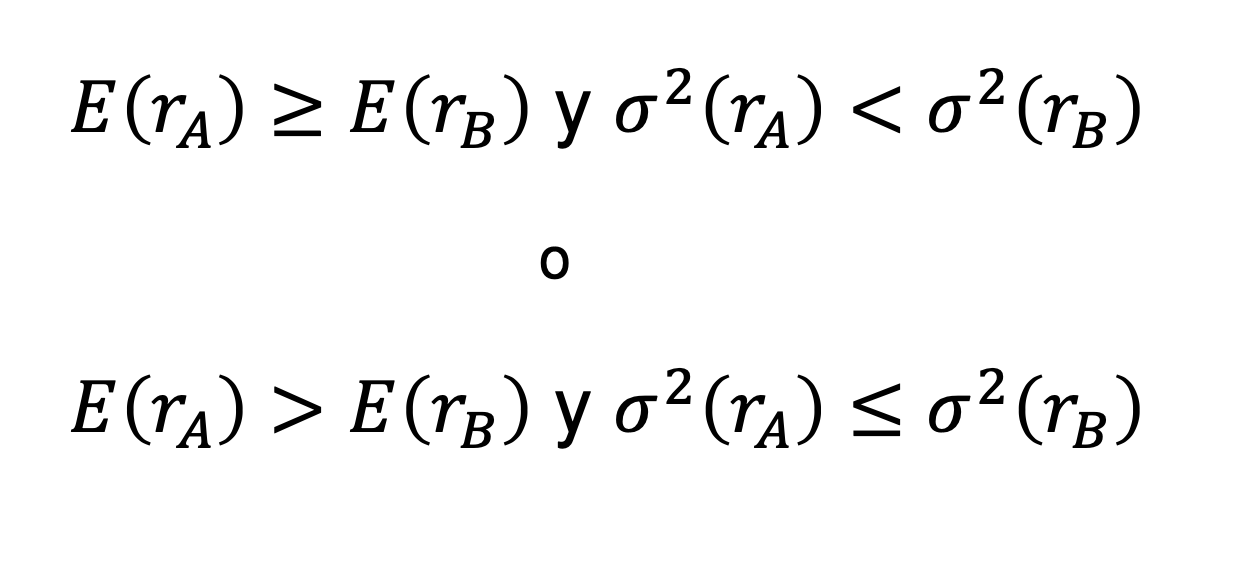 E(r_A) ≥ E(r_B) y σ²(r_A) < σ²(r_B)
o
E(r_A) > E(r_B) y σ²(r_A) ≤ σ²(r_B)